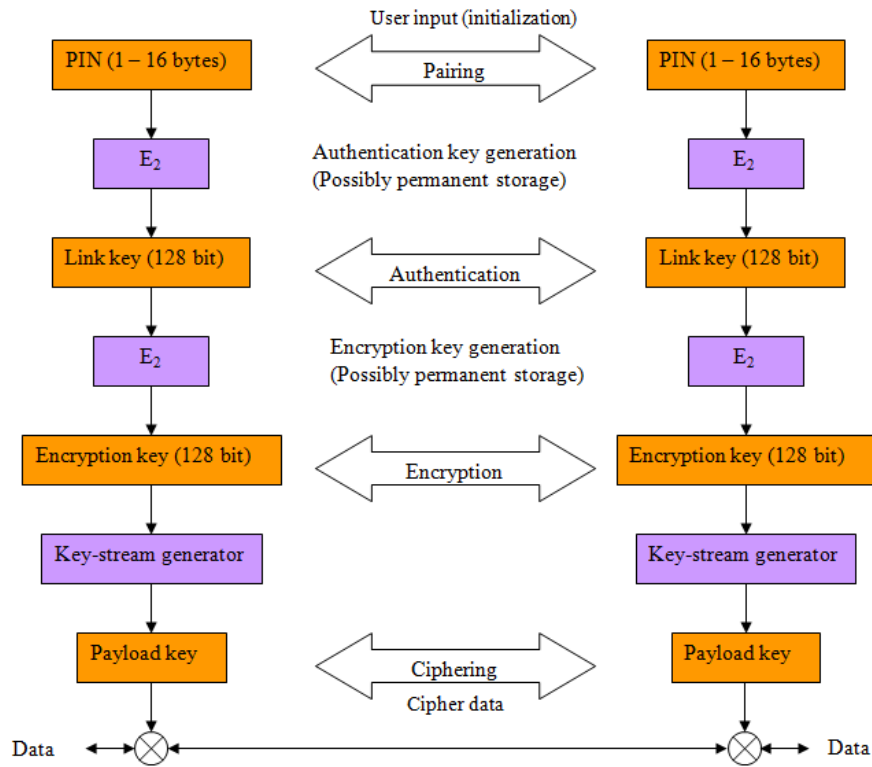 User input (initialization)
PIN (1 – 16 bytes)
Pairing
PIN (1 – 16 bytes)
E₂
Authentication key generation
(Possibly permanent storage)
E₂
Link key (128 bit)
Authentication
Link key (128 bit)
E₂
Encryption key generation
(Possibly permanent storage)
E₂
Encryption key (128 bit)
Encryption
Encryption key (128 bit)
Key-stream generator
Key-stream generator
Payload key
Ciphering
Payload key
Cipher data
Data
Data